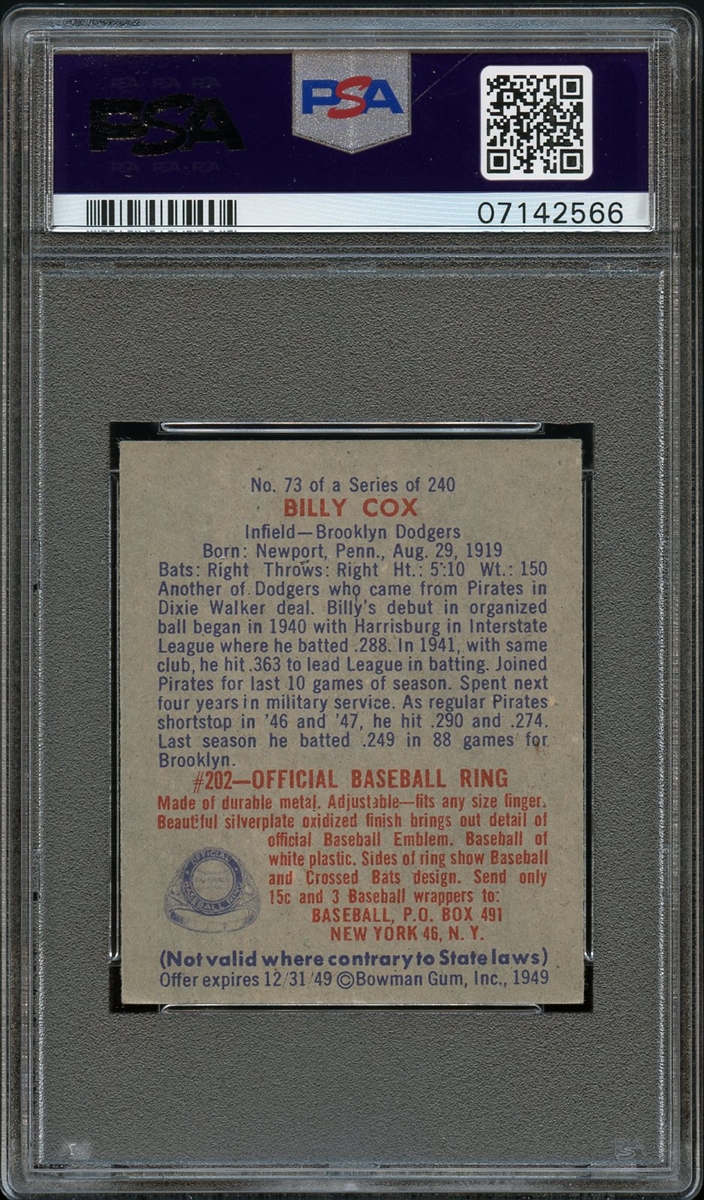 PSA
PSA
07142566
No. 73 of a Series of 240
BILLY COX
Infield—Brooklyn Dodgers
Born: Newport, Penn., Aug. 29, 1919
Bats: Right Throws: Right Ht.: 5:10 Wt.: 150
Another of Dodgers who came from Pirates in
Dixie Walker deal. Billy's debut in organized
ball began in 1940 with Harrisburg in Interstate
League where he batted .288. In 1941, with same
club, he hit .363 to lead League in batting. Joined
Pirates for last 10 games of season. Spent next
four years in military service. As regular Pirates
shortstop in '46 and '47, he hit .290 and .274.
Last season he batted .249 in 88 games for
Brooklyn.
#202—OFFICIAL BASEBALL RING
Made of durable metal. Adjustable—fits any size finger.
Beautiful silverplate oxidized finish brings out detail of
official Baseball Emblem. Baseball of
white plastic. Sides of ring show Baseball
and Crossed Bats design. Send only
15c and 3 Baseball wrappers to:
BASEBALL, P.O. BOX 491
NEW YORK 46, N. Y.
OFFICIAL
BASEBALL RING
(Not valid where contrary to State laws)
Offer expires 12/31/49 ©Bowman Gum, Inc., 1949